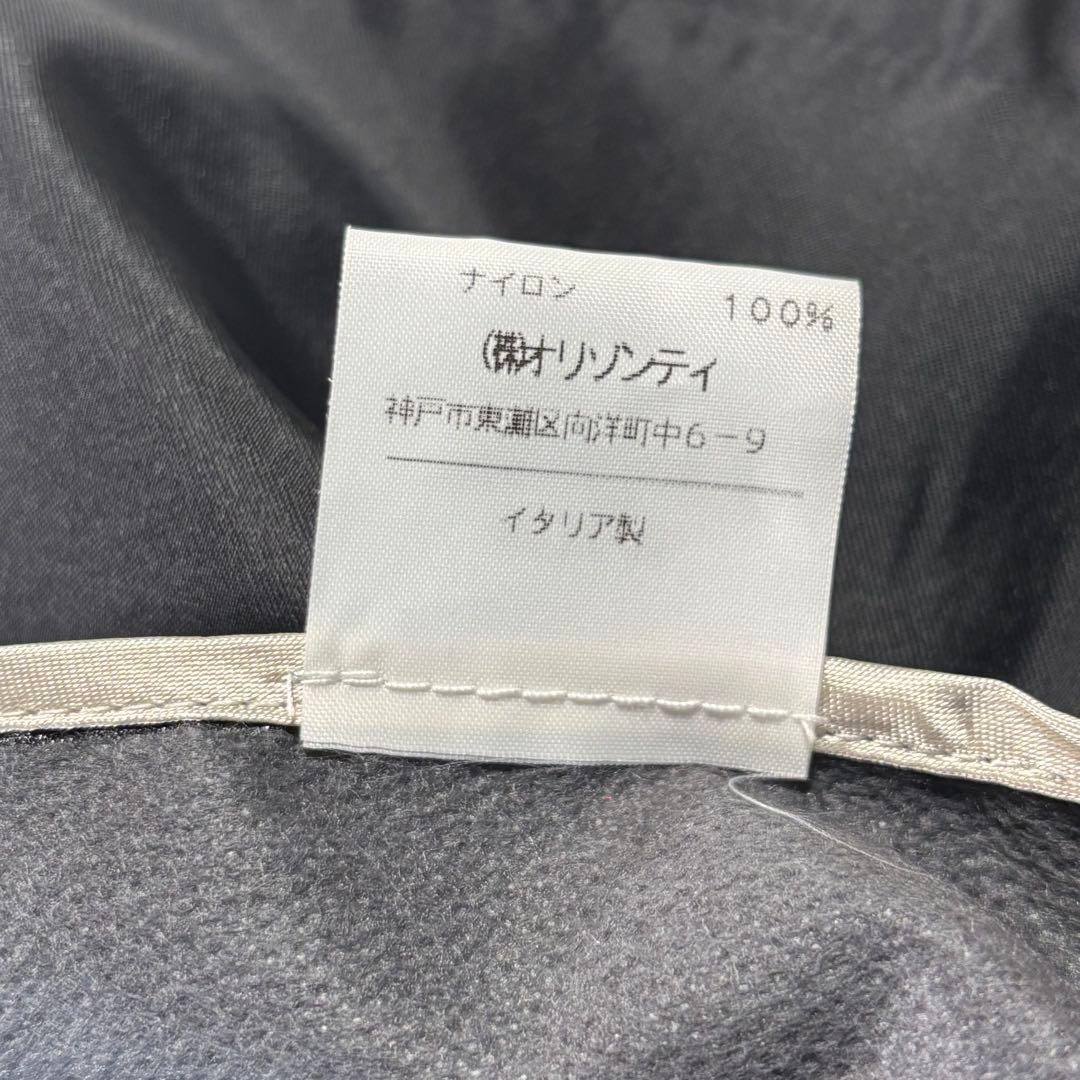 ナイロン 100%
(株)オリゾンティ
神戸市東灘区向洋町中6-9
イタリア製